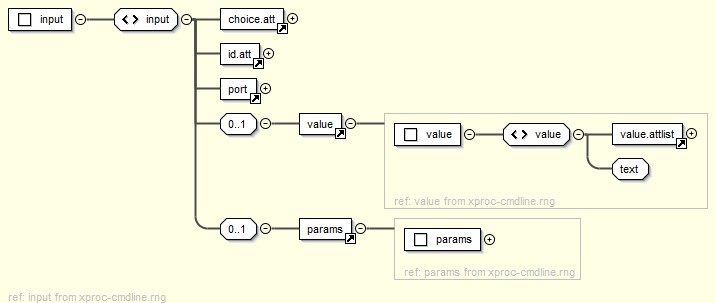 input
input
choice.att
id.att
port
0..1
value
value
value
value.attlist
text
ref: value from xproc-cmdline.rng
0..1
params
params
ref: params from xproc-cmdline.rng
ref: input from xproc-cmdline.rng